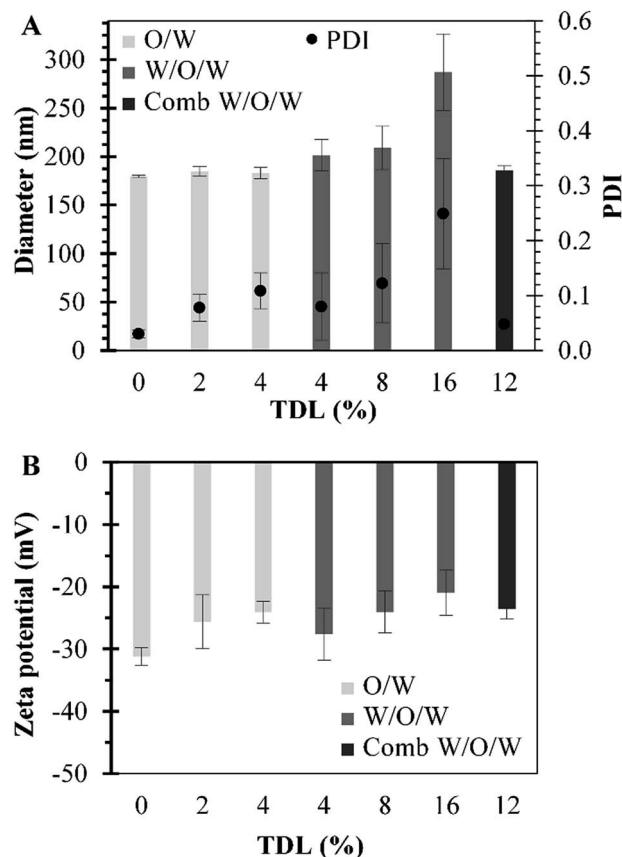 A
O/W
W/O/W
Comb W/O/W
PDI
Diameter (nm)
300
250
200
150
100
50
0
PDI
0.6
0.5
0.4
0.3
0.2
0.1
0.0
0 2 4 4 8 16 12
TDL (%)
B
Zeta potential (mV)
0
-10
-20
-30
-40
-50
O/W
W/O/W
Comb W/O/W
0 2 4 4 8 16 12
TDL (%)